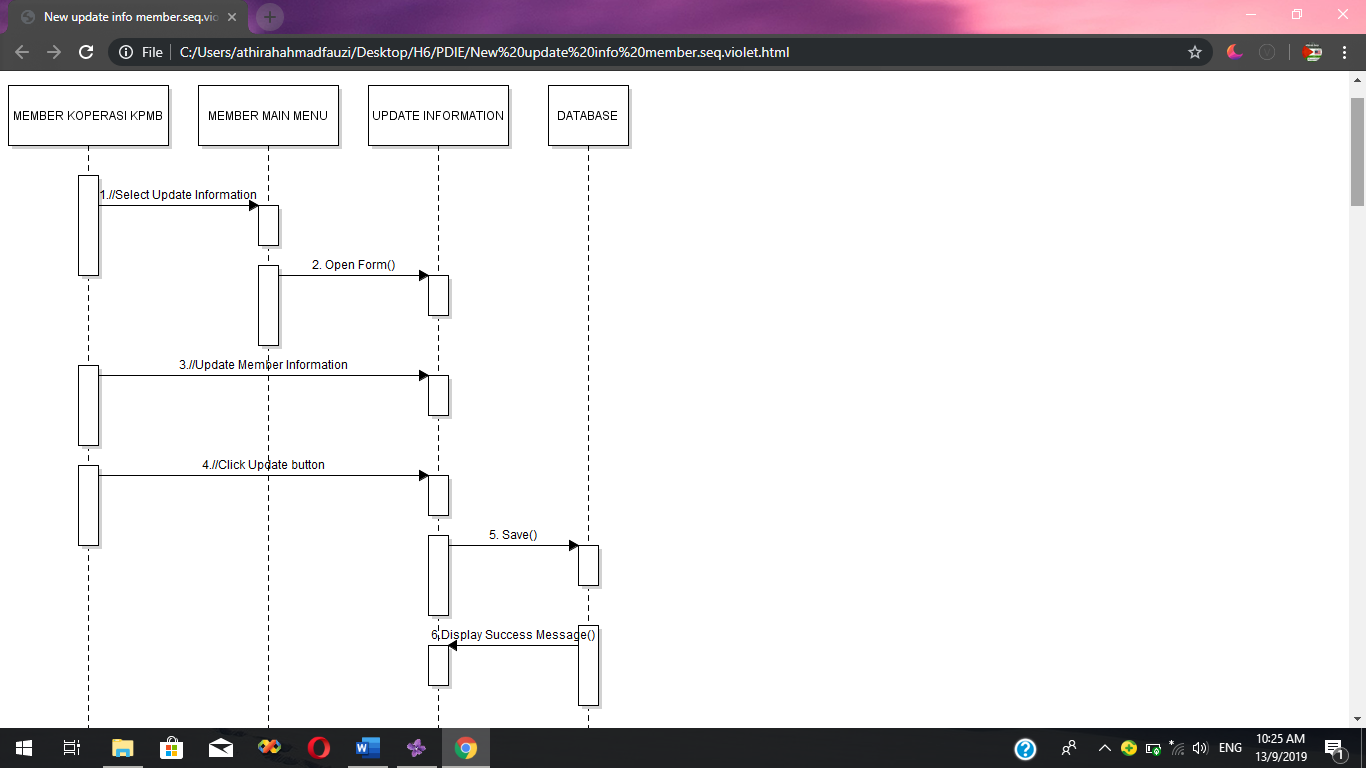 New update info member.seq.vio
File
C:/Users/athirahahmadfauzi/Desktop/H6/PDIE/New%20update%20info%20member.seq.violet.html
MEMBER KOPERASI KPMB
MEMBER MAIN MENU
UPDATE INFORMATION
DATABASE
1.//Select Update Information
2. Open Form()
3.//Update Member Information
4.//Click Update button
5. Save()
6.Display Success Message()
ENG
10:25 AM
13/9/2019
1